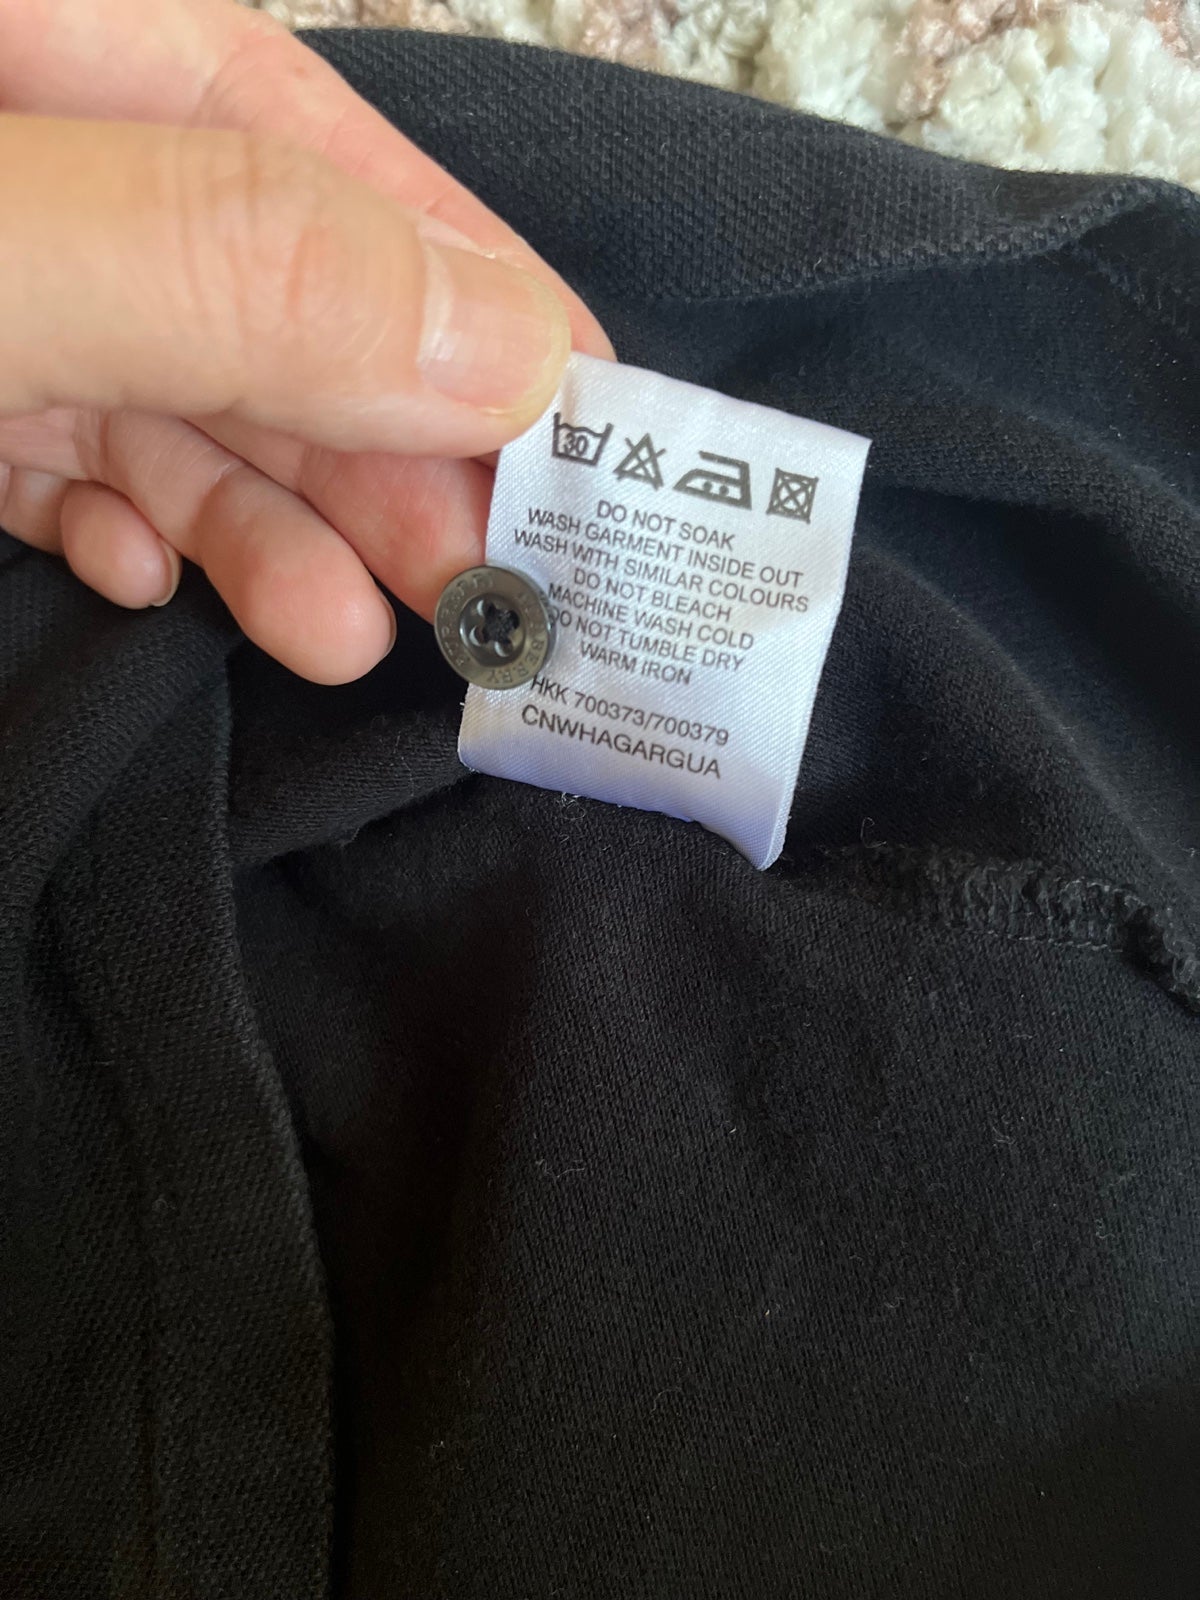 30
DO NOT SOAK
WASH GARMENT INSIDE OUT
WASH WITH SIMILAR COLOURS
DO NOT BLEACH
MACHINE WASH COLD
DO NOT TUMBLE DRY
WARM IRON
HKK 700373/700379
CNWHAGARGUA